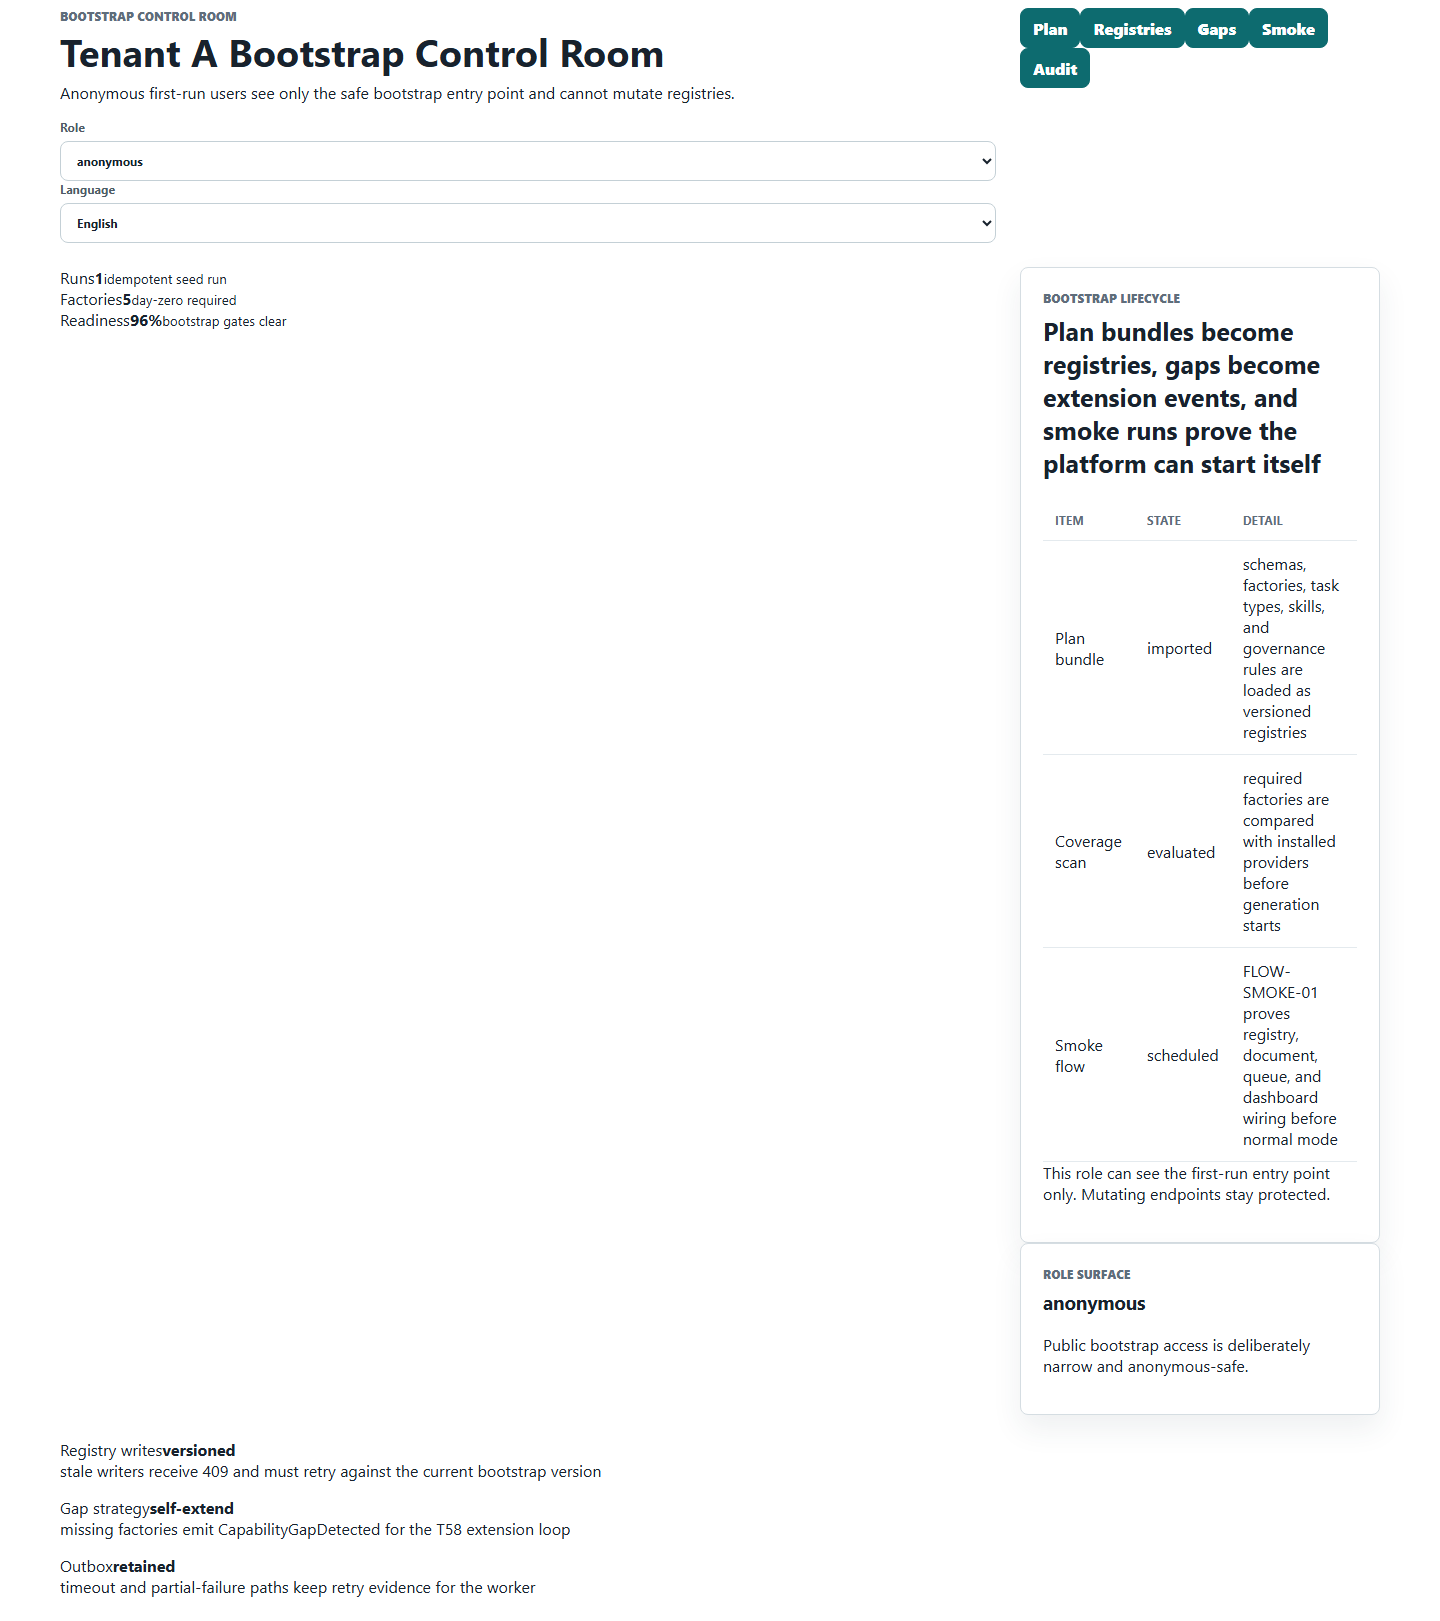 BOOTSTRAP CONTROL ROOM
Tenant A Bootstrap Control Room
Anonymous first-run users see only the safe bootstrap entry point and cannot mutate registries.
Role
anonymous
Language
English
Plan Registries Gaps Smoke
Audit
Runs1idempotent seed run
Factories5day-zero required
Readiness96%bootstrap gates clear
BOOTSTRAP LIFECYCLE
Plan bundles become
registries, gaps become
extension events, and
smoke runs prove the
platform can start itself
ITEM STATE DETAIL
Plan
bundle
imported
schemas,
factories, task
types, skills,
and
governance
rules are
loaded as
versioned
registries
Coverage
scan
evaluated
required
factories are
compared
with installed
providers
before
generation
starts
Smoke
flow
scheduled
FLOW-
SMOKE-01
proves
registry,
document,
queue, and
dashboard
wiring before
normal mode
This role can see the first-run entry point
only. Mutating endpoints stay protected.
ROLE SURFACE
anonymous
Public bootstrap access is deliberately
narrow and anonymous-safe.
Registry writesversioned
stale writers receive 409 and must retry against the current bootstrap version
Gap strategyself-extend
missing factories emit CapabilityGapDetected for the T58 extension loop
Outboxretained
timeout and partial-failure paths keep retry evidence for the worker